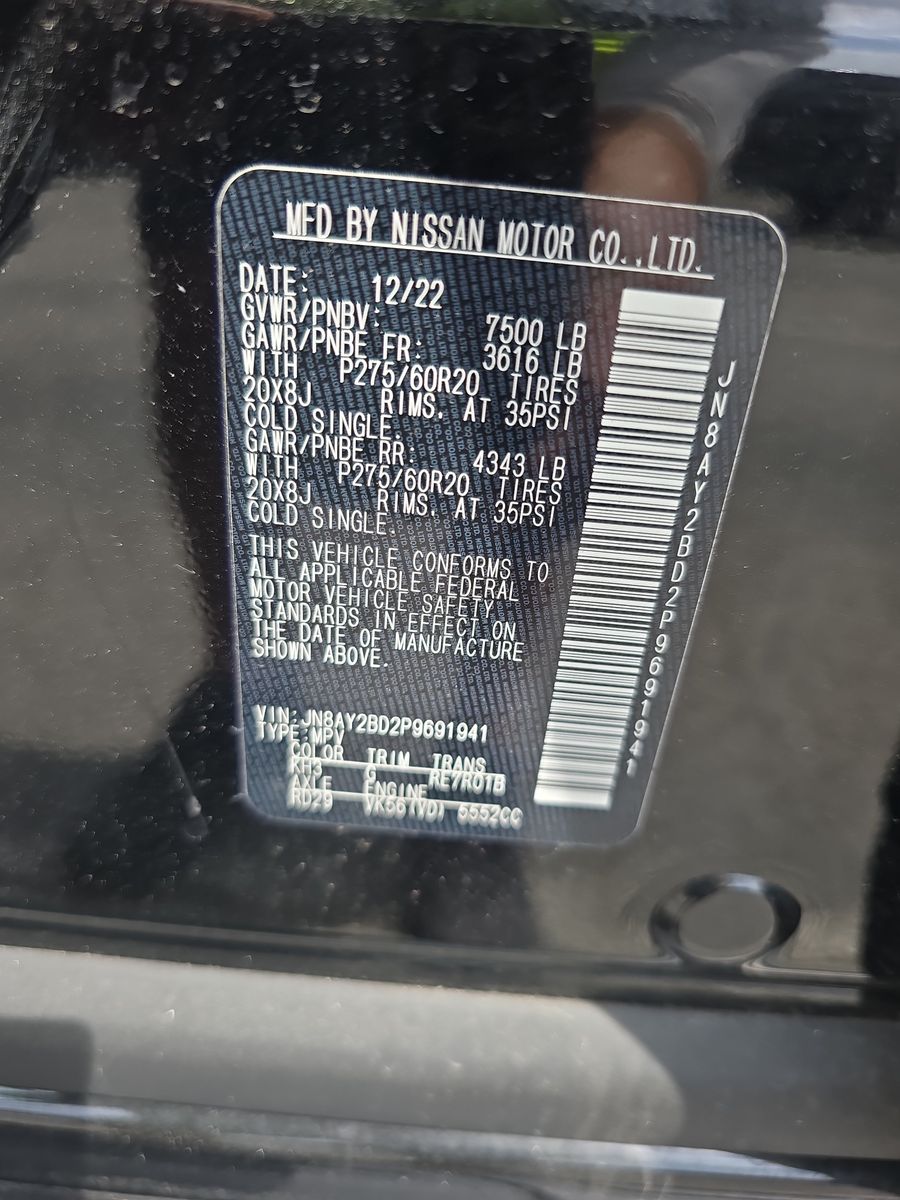 MFD BY NISSAN MOTOR CO.,LTD.
DATE: 12/22
GVWR/PNBV: 7500 LB
GAWR/PNBE FR: 3616 LB
WITH P275/60R20 TIRES
20X8J RIMS, AT 35PSI
COLD SINGLE.
GAWR/PNBE RR: 4343 LB
WITH P275/60R20 TIRES
20X8J RIMS, AT 35PSI
COLD SINGLE.
THIS VEHICLE CONFORMS TO
ALL APPLICABLE FEDERAL
MOTOR VEHICLE SAFETY
STANDARDS IN EFFECT ON
THE DATE OF MANUFACTURE
SHOWN ABOVE.
VIN:JN8AY2BD2P9691941
TYPE:MPV
COLOR TRIM TRANS
KH3 G RE7R01B
AXLE ENGINE
RD29 VK56(VD) 5552CC
JN8AY2BD2P9691941